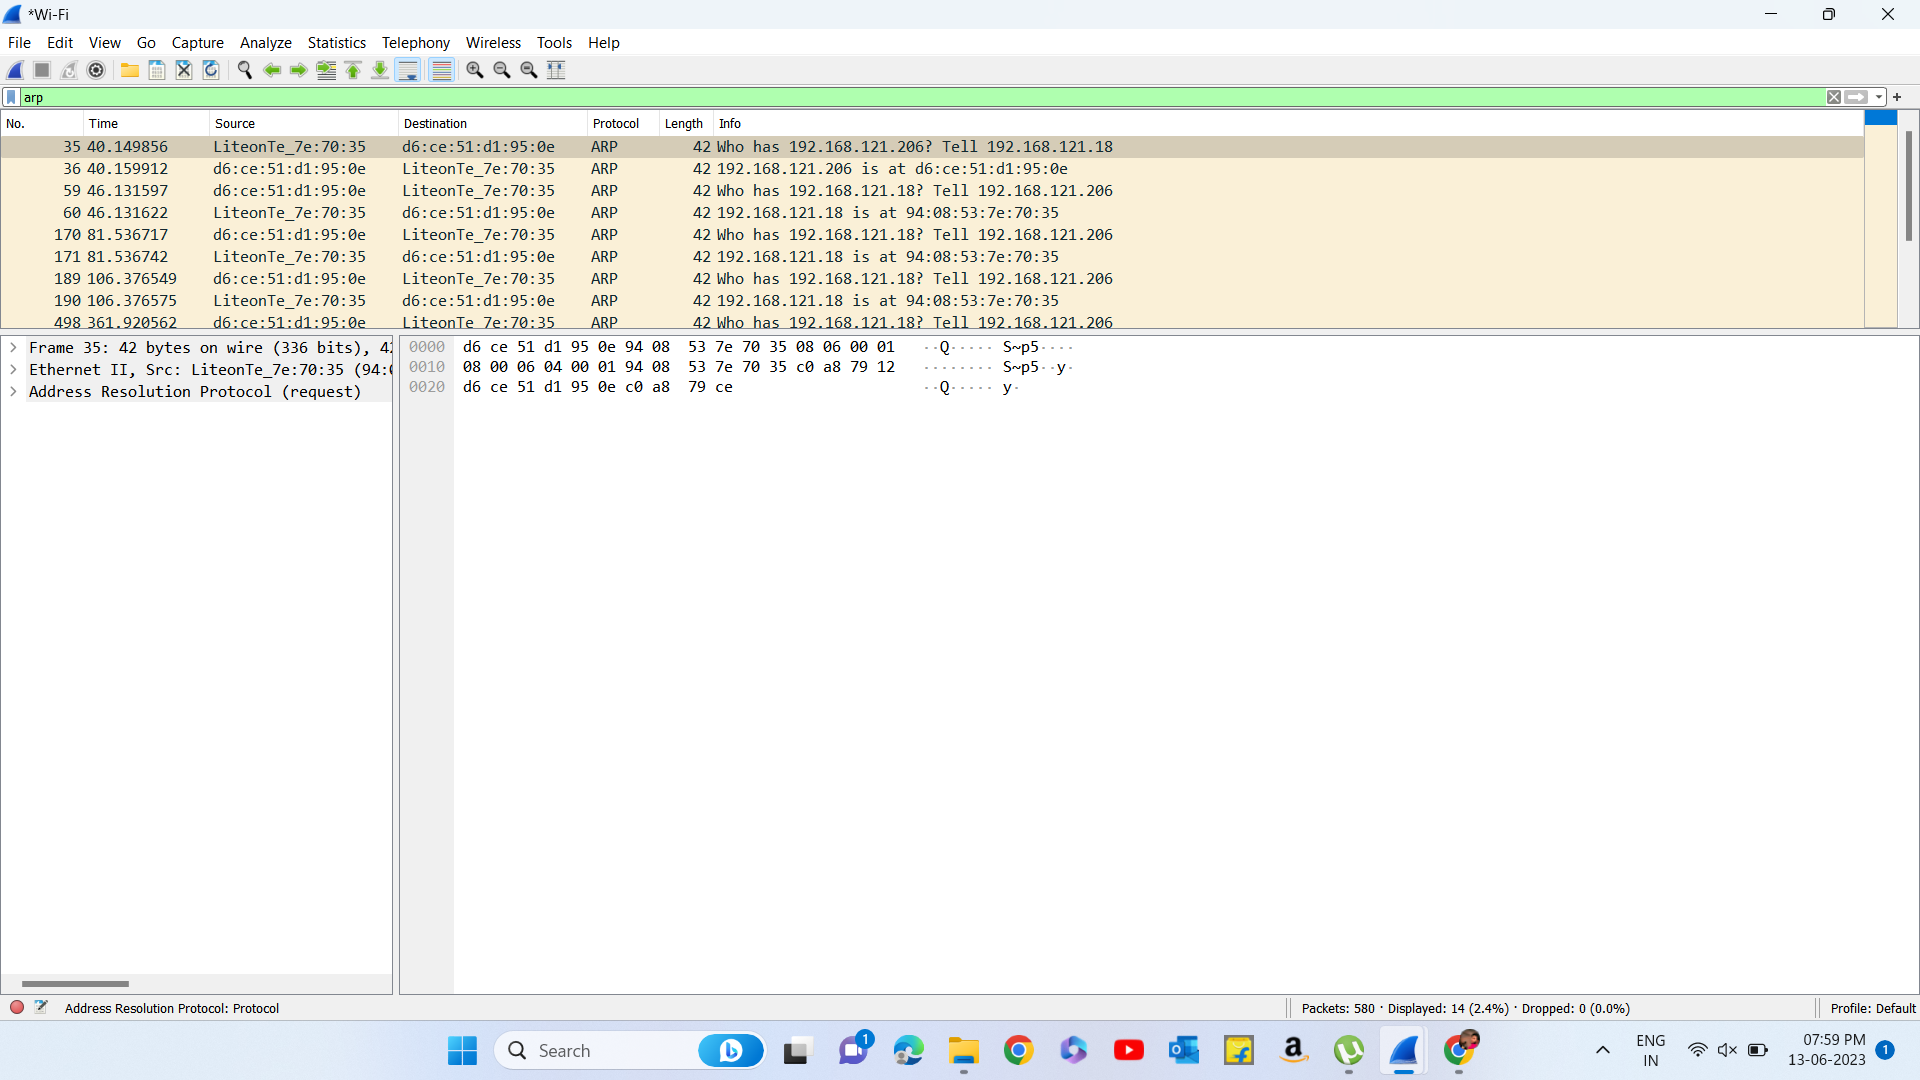 *Wi-Fi
File Edit View Go Capture Analyze Statistics Telephony Wireless Tools Help
arp
No. Time Source Destination Protocol Length Info
35 40.149856 LiteonTe_7e:70:35 d6:ce:51:d1:95:0e ARP 42 Who has 192.168.121.206? Tell 192.168.121.18
36 40.159912 d6:ce:51:d1:95:0e LiteonTe_7e:70:35 ARP 42 192.168.121.206 is at d6:ce:51:d1:95:0e
59 46.131597 d6:ce:51:d1:95:0e LiteonTe_7e:70:35 ARP 42 Who has 192.168.121.18? Tell 192.168.121.206
60 46.131622 LiteonTe_7e:70:35 d6:ce:51:d1:95:0e ARP 42 192.168.121.18 is at 94:08:53:7e:70:35
170 81.536717 d6:ce:51:d1:95:0e LiteonTe_7e:70:35 ARP 42 Who has 192.168.121.18? Tell 192.168.121.206
171 81.536742 LiteonTe_7e:70:35 d6:ce:51:d1:95:0e ARP 42 192.168.121.18 is at 94:08:53:7e:70:35
189 106.376549 d6:ce:51:d1:95:0e LiteonTe_7e:70:35 ARP 42 Who has 192.168.121.18? Tell 192.168.121.206
190 106.376575 LiteonTe_7e:70:35 d6:ce:51:d1:95:0e ARP 42 192.168.121.18 is at 94:08:53:7e:70:35
498 361.920562 d6:ce:51:d1:95:0e LiteonTe_7e:70:35 ARP 42 Who has 192.168.121.18? Tell 192.168.121.206
Frame 35: 42 bytes on wire (336 bits), 42
Ethernet II, Src: LiteonTe_7e:70:35 (94:0
Address Resolution Protocol (request)
0000 d6 ce 51 d1 95 0e 94 08 53 7e 70 35 08 06 00 01 ··Q····· S~p5····
0010 08 00 06 04 00 01 94 08 53 7e 70 35 c0 a8 79 12 ········ S~p5··y·
0020 d6 ce 51 d1 95 0e c0 a8 79 ce ··Q····· y·
Address Resolution Protocol: Protocol
Packets: 580 · Displayed: 14 (2.4%) · Dropped: 0 (0.0%)
Profile: Default
Search
1
ENG
IN
07:59 PM
13-06-2023
1